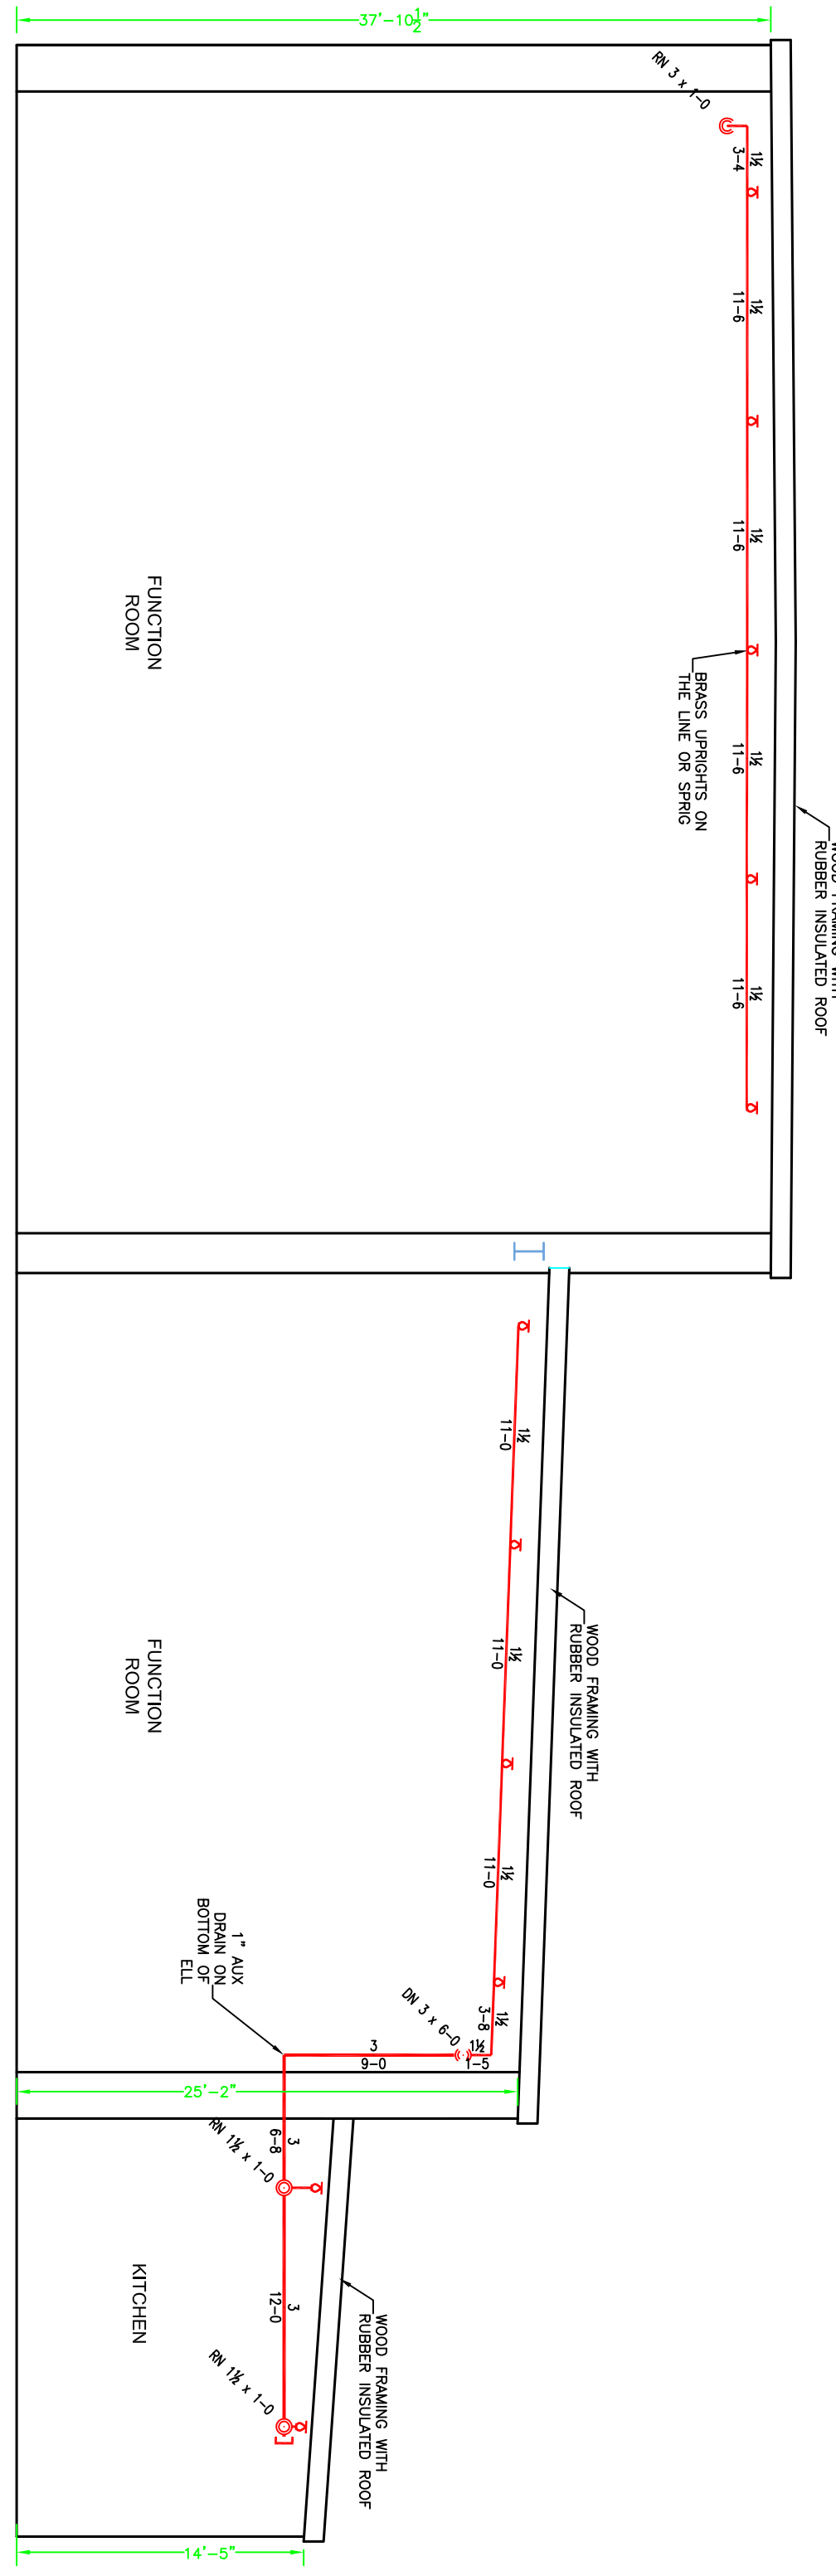 37'-10½"
RN 3 x 1-0
1½
3-4
1½
11-6
1½
11-6
FUNCTION
ROOM
BRASS UPRIGHTS ON
THE LINE OR SPRIG
1½
11-6
WOOD FRAMING WITH
RUBBER INSULATED ROOF
1½
11-6
1½
11-0
1½
11-0
WOOD FRAMING WITH
RUBBER INSULATED ROOF
FUNCTION
ROOM
1½
11-0
1" AUX
DRAIN ON
BOTTOM OF
ELL
1½
3-8
DN 3 x 6-0
1½
1-5
3
9-0
25'-2"
3
6-8
RN 1½ x 1-0
KITCHEN
3
12-0
WOOD FRAMING WITH
RUBBER INSULATED ROOF
RN 1½ x 1-0
14'-5"